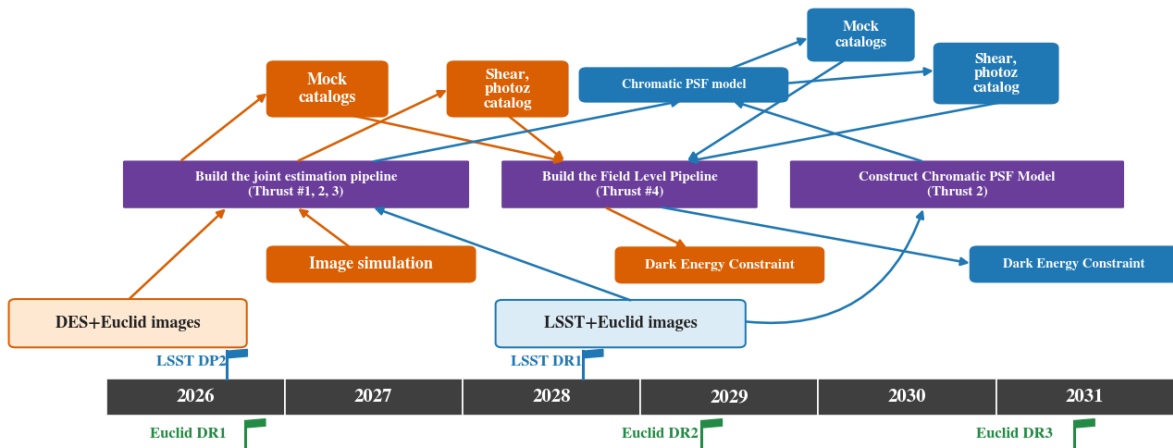 Mock
catalogs
Shear,
photoz
catalog
Chromatic PSF model
Mock
catalogs
Shear,
photoz
catalog
Build the joint estimation pipeline
(Thrust #1, 2, 3)
Build the Field Level Pipeline
(Thrust #4)
Construct Chromatic PSF Model
(Thrust 2)
Image simulation
Dark Energy Constraint
Dark Energy Constraint
DES+Euclid images
LSST+Euclid images
LSST DP2
LSST DR1
2026
2027
2028
2029
2030
2031
Euclid DR1
Euclid DR2
Euclid DR3